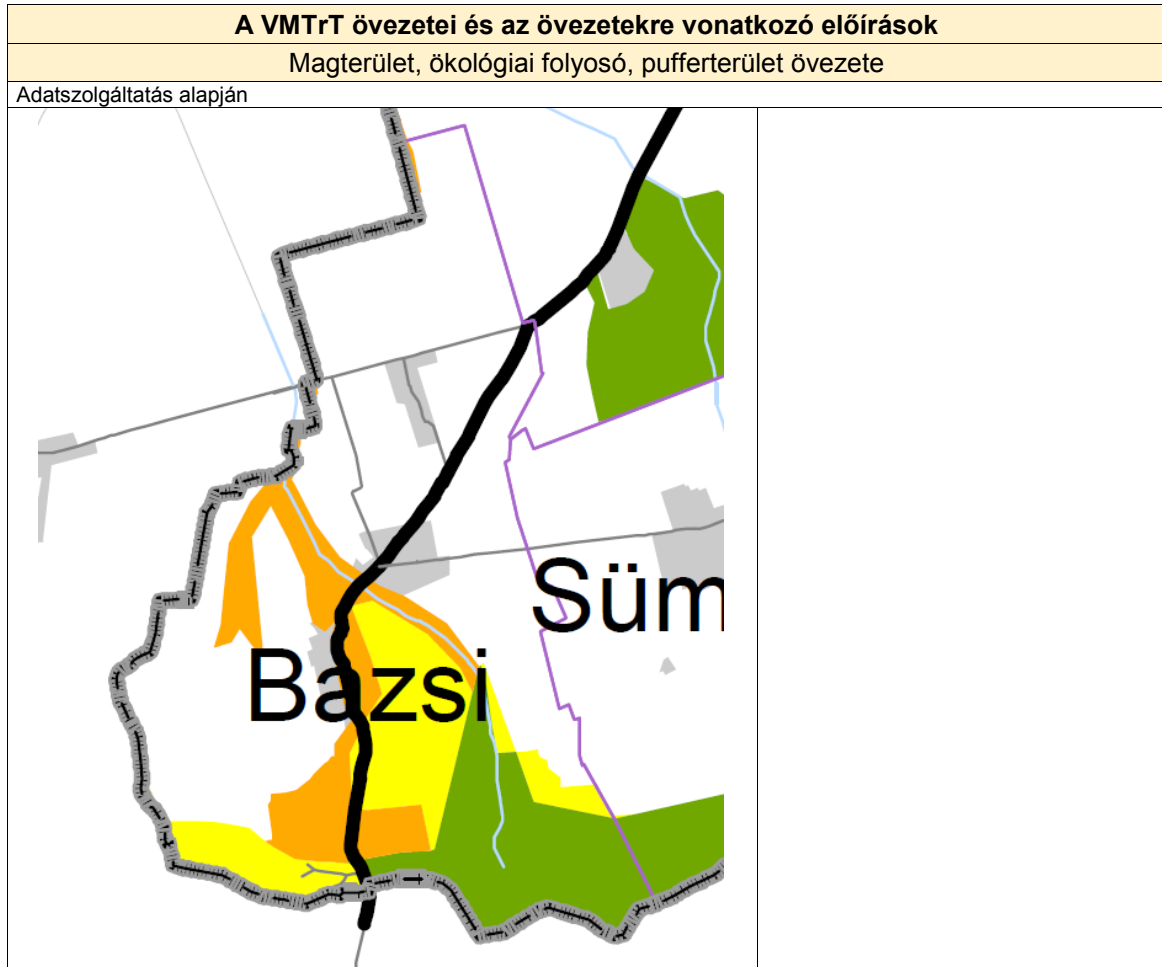 A VMTrT övezetei és az övezetekre vonatkozó előírások
Magterület, ökológiai folyosó, pufferterület övezete
Adatszolgáltatás alapján
Süm
Bazsi